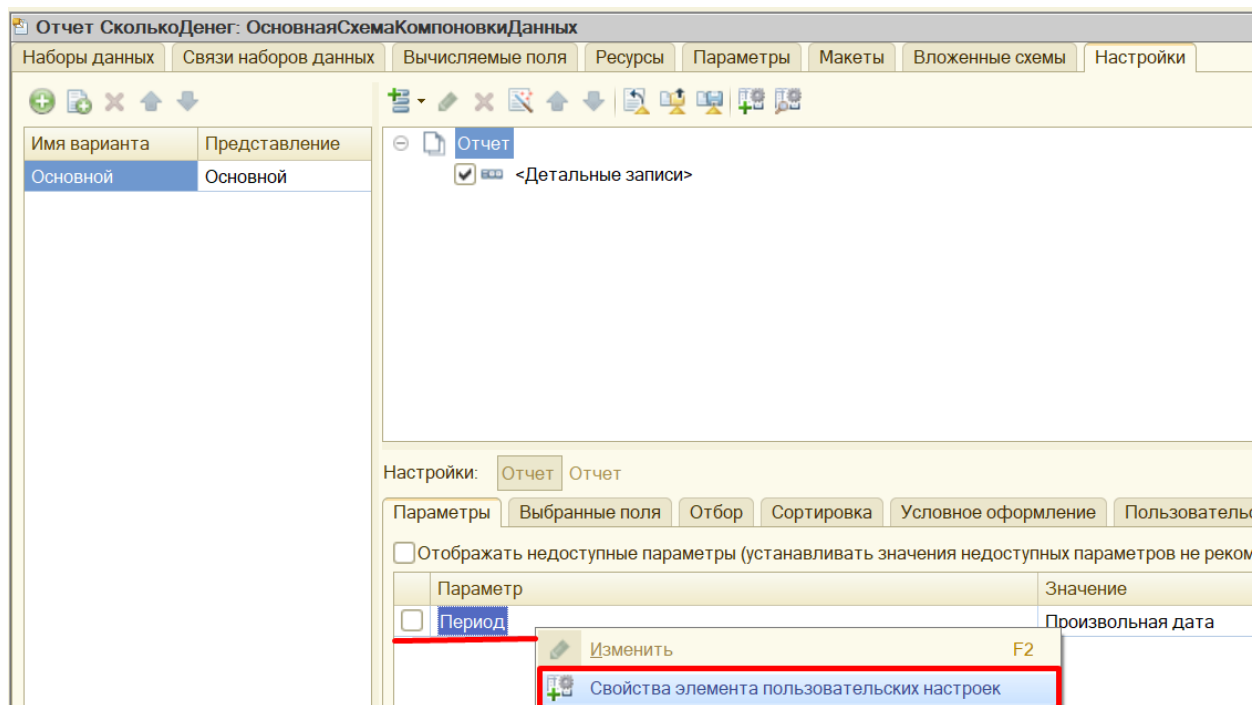 Отчет СколькоДенег: ОсновнаяСхемаКомпоновкиДанных
Наборы данных Связи наборов данных Вычисляемые поля Ресурсы Параметры Макеты Вложенные схемы Настройки
Имя варианта Представление
Основной Основной
Отчет
<Детальные записи>
Настройки: Отчет Отчет
Параметры Выбранные поля Отбор Сортировка Условное оформление Пользовательс
Отображать недоступные параметры (устанавливать значения недоступных параметров не реком
Параметр Значение
Период Произвольная дата
Изменить F2
Свойства элемента пользовательских настроек